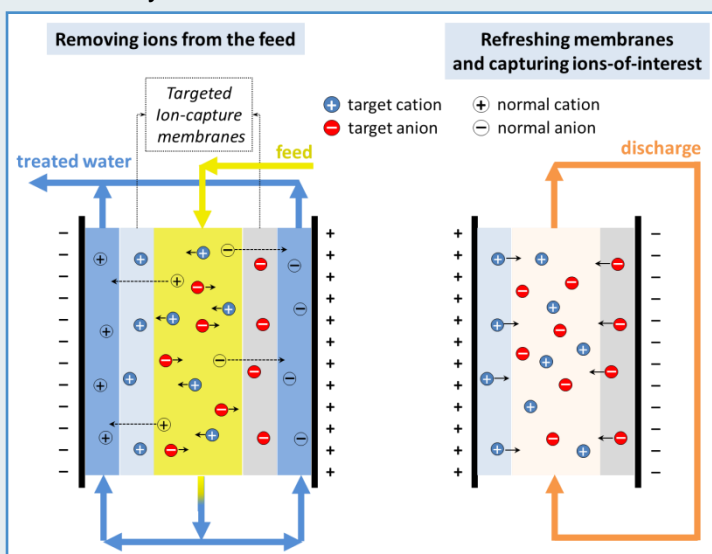 Removing ions from the feed
Refreshing membranes
and capturing ions-of-interest
Targeted
Ion-capture
membranes
target cation
normal cation
target anion
normal anion
treated water
feed
discharge